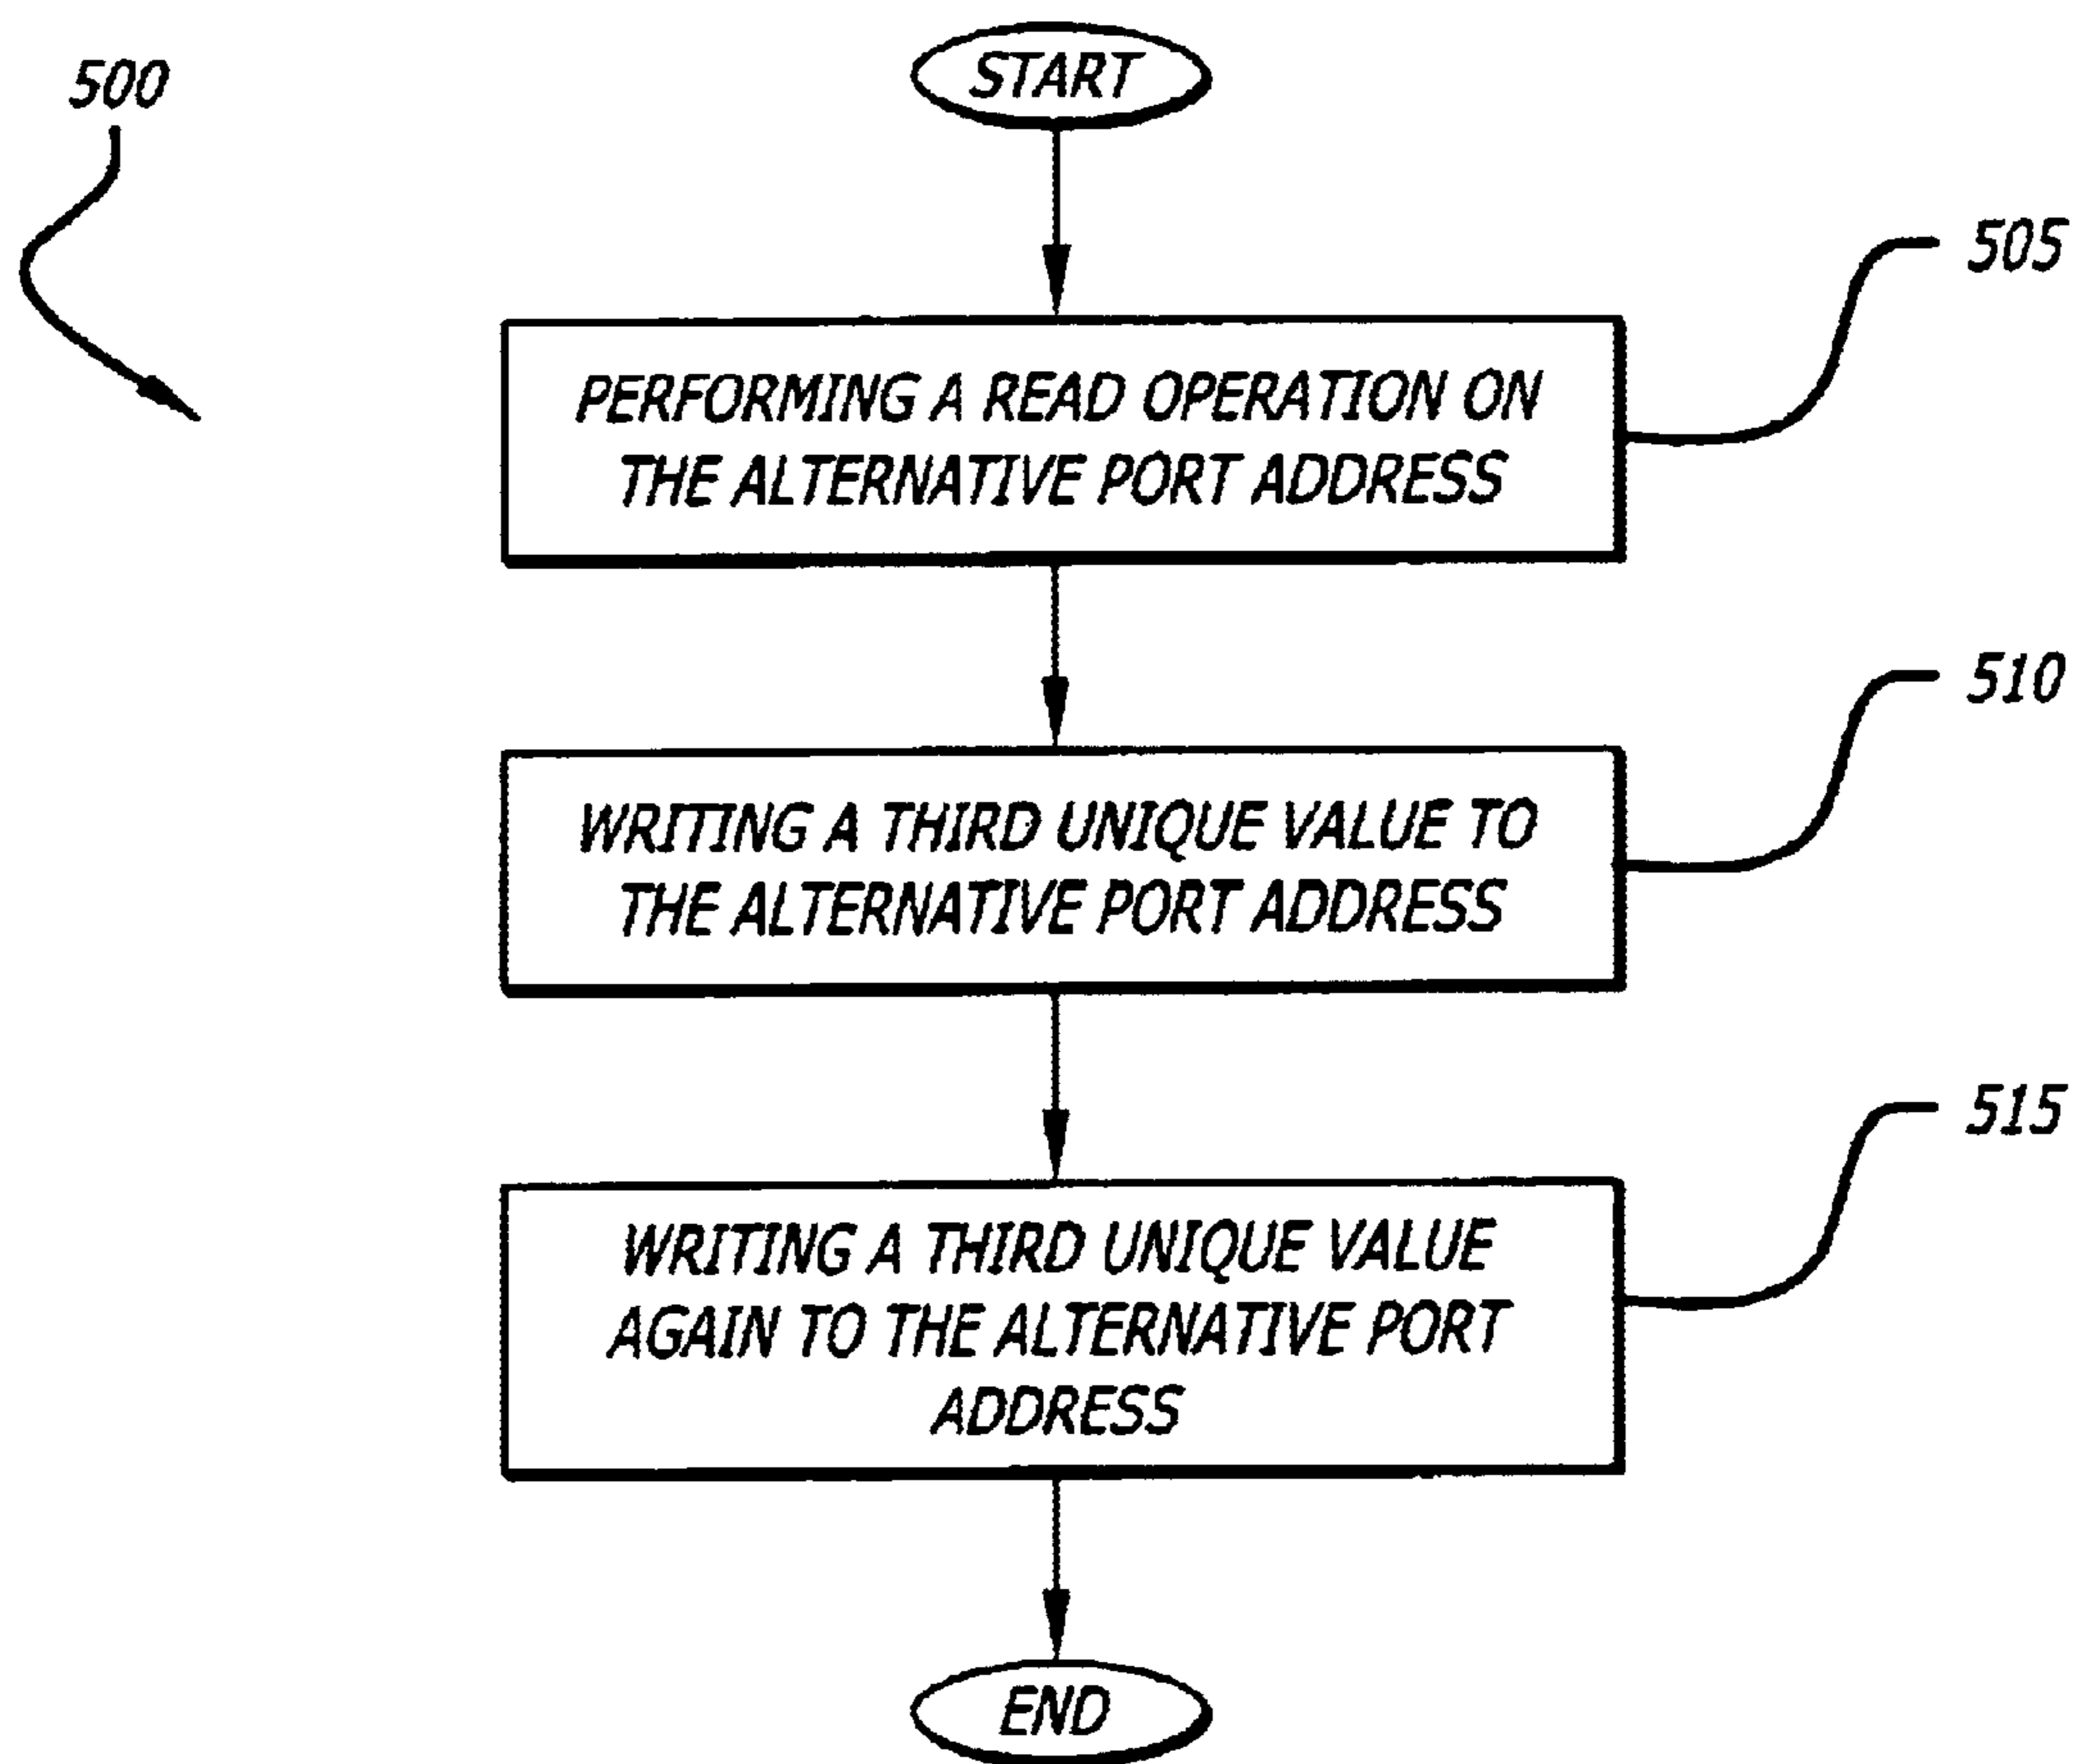 500
START
505
PERFORMING A READ OPERATION ON
THE ALTERNATIVE PORT ADDRESS
510
WRITING A THIRD UNIQUE VALUE TO
THE ALTERNATIVE PORT ADDRESS
515
WRITING A THIRD UNIQUE VALUE
AGAIN TO THE ALTERNATIVE PORT
ADDRESS
END